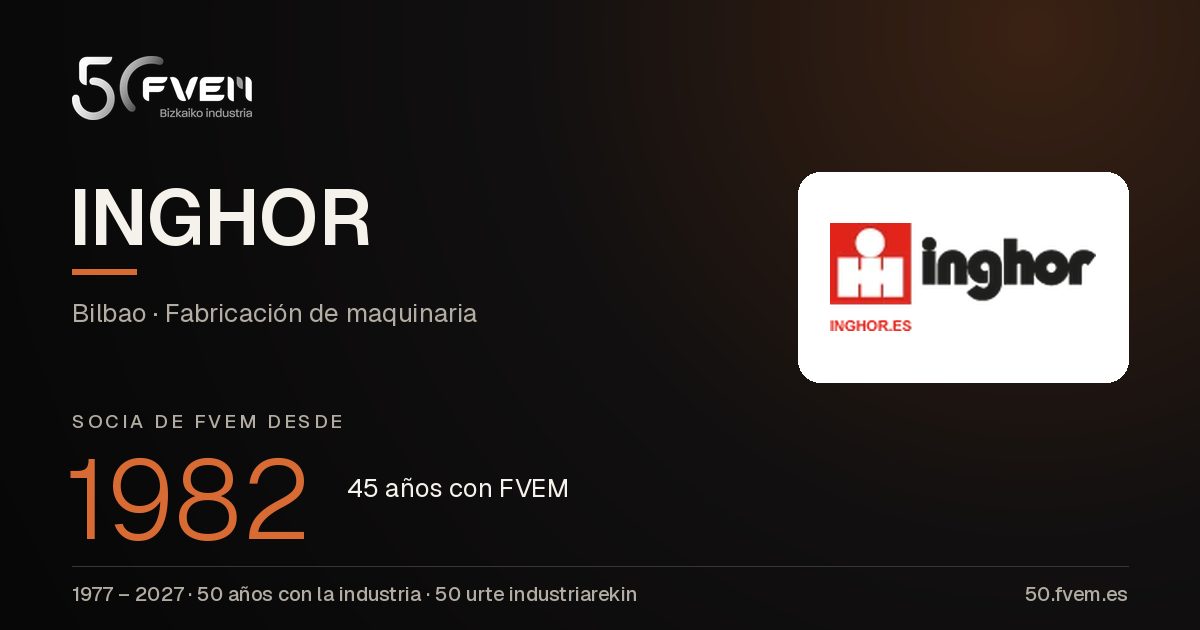 50 FVEM
Bizkaiko industria
INGHOR
Bilbao · Fabricación de maquinaria
inghor
INGHOR.ES
SOCIA DE FVEM DESDE
1982
45 años con FVEM
1977 – 2027 · 50 años con la industria · 50 urte industriarekin
50.fvem.es